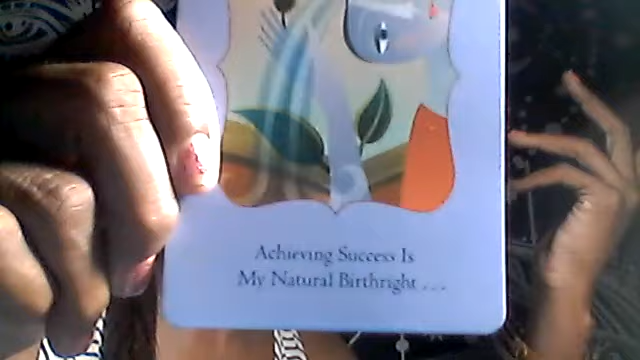 Achieving Success Is
My Natural Birthright . . .